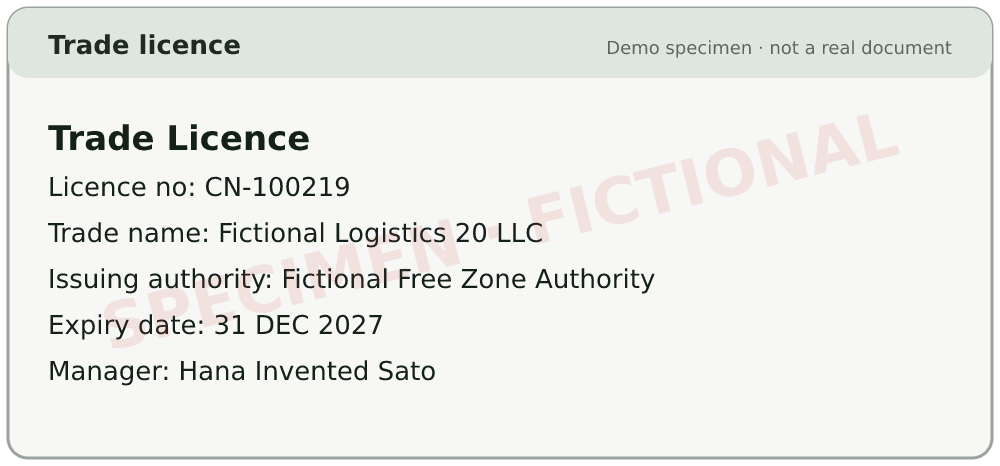 Trade licence
Demo specimen · not a real document
Trade Licence
Licence no: CN-100219
Trade name: Fictional Logistics 20 LLC
Issuing authority: Fictional Free Zone Authority
Expiry date: 31 DEC 2027
Manager: Hana Invented Sato
SPECIMEN - FICTIONAL